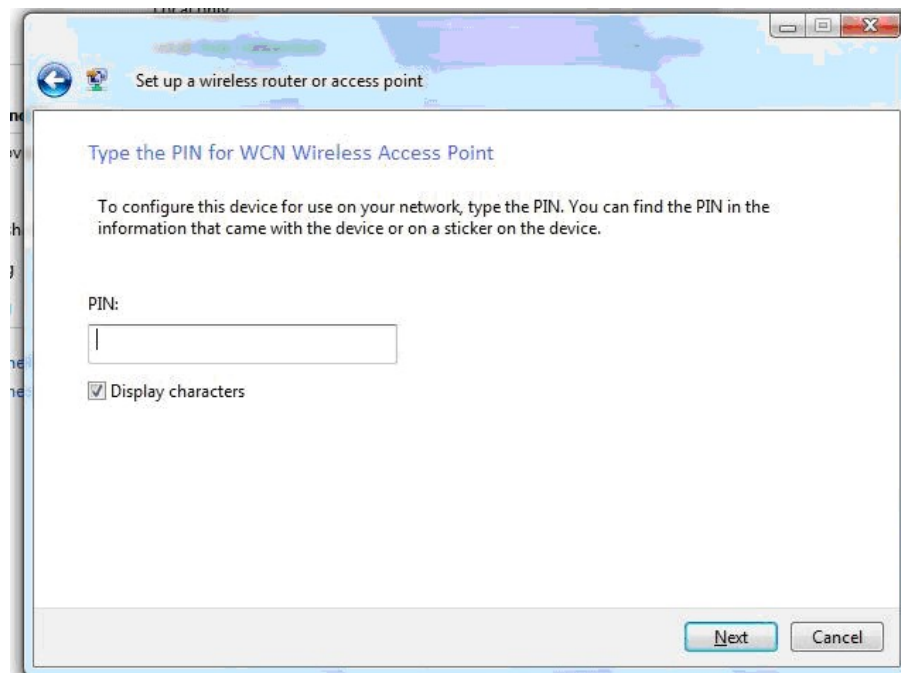 Local only
Set up a wireless router or access point
Type the PIN for WCN Wireless Access Point
To configure this device for use on your network, type the PIN. You can find the PIN in the
information that came with the device or on a sticker on the device.
PIN:
Display characters
Next
Cancel